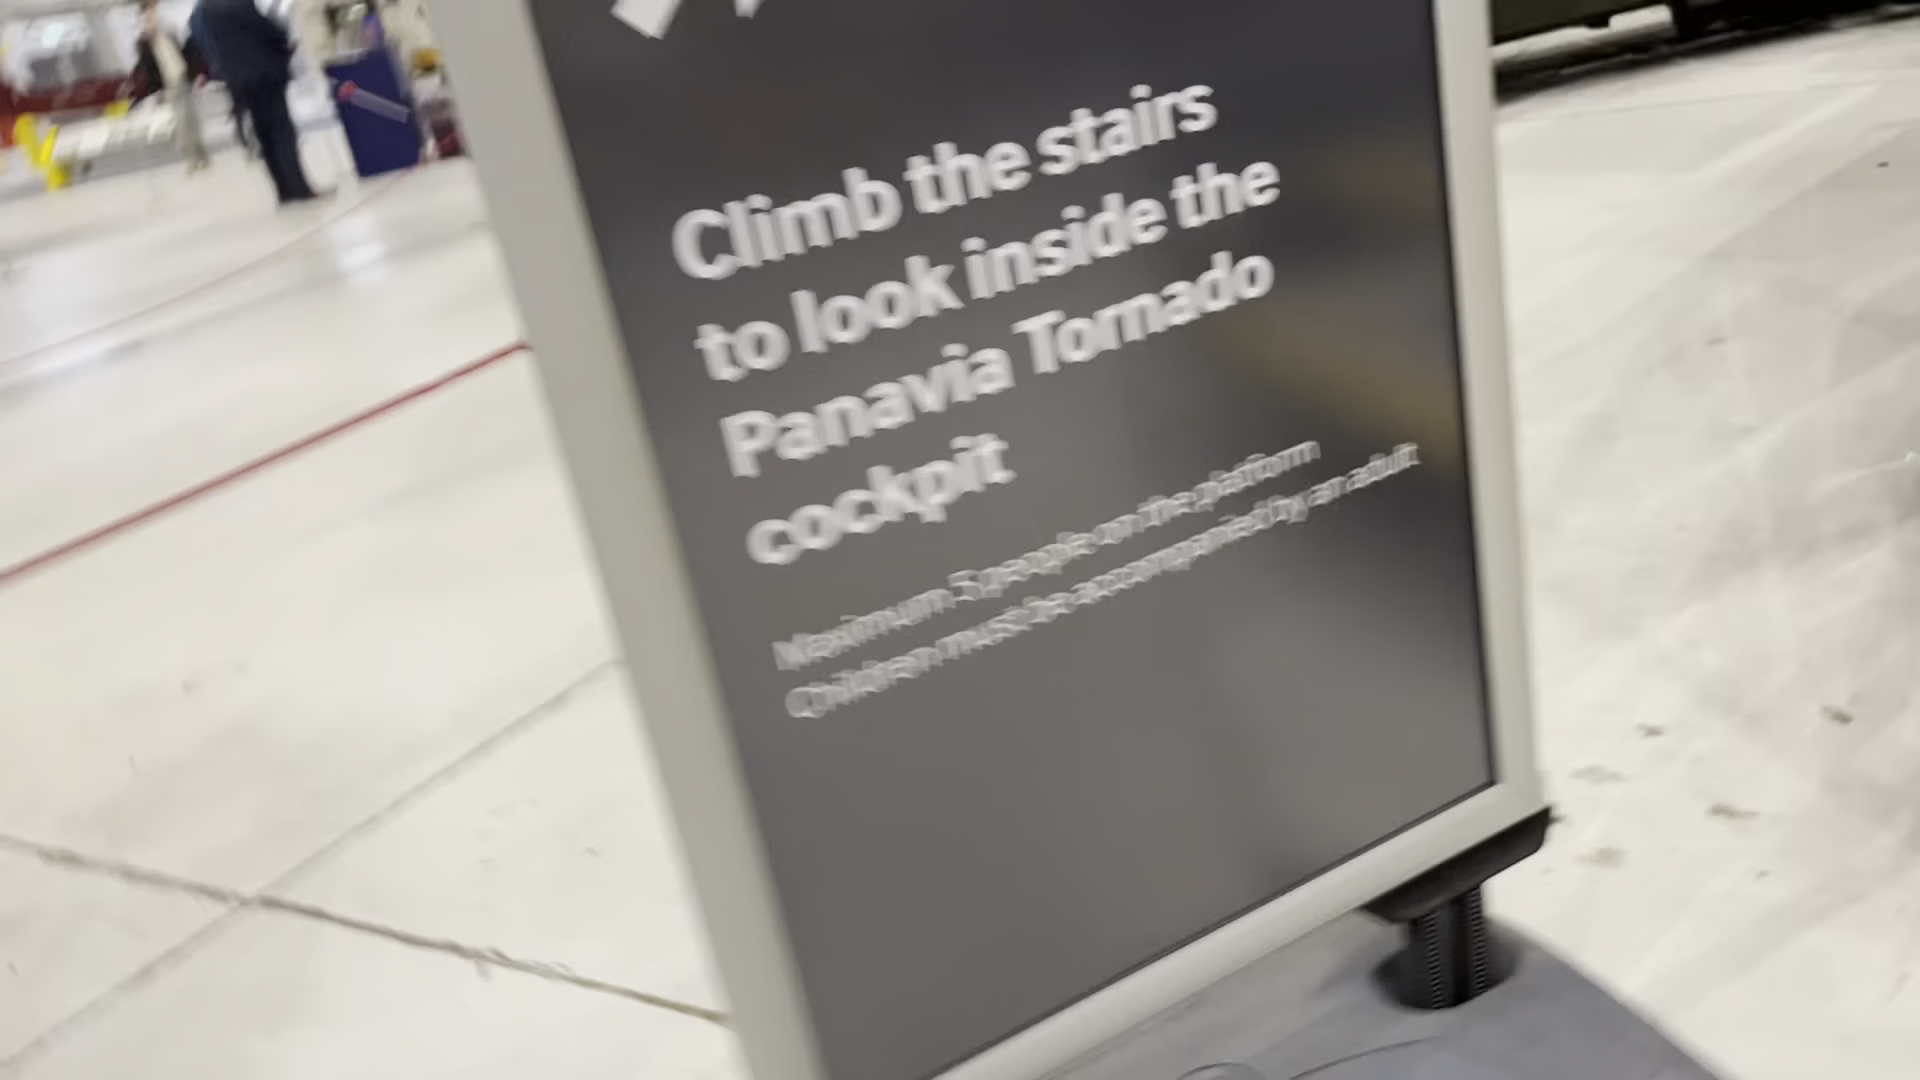 Climb the stairs
to look inside the
Panavia Tornado
cockpit
Maximum 5 people on the platform
Children must be accompanied by an adult